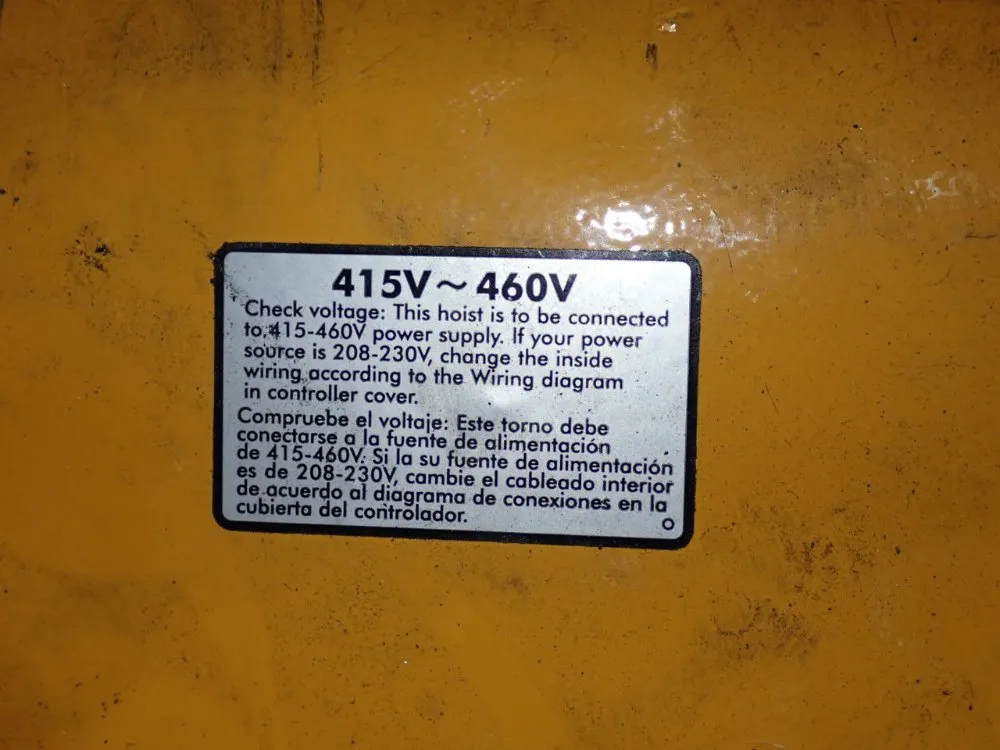 415V~460V
Check voltage: This hoist is to be connected
to 415-460V power supply. If your power
source is 208-230V, change the inside
wiring according to the Wiring diagram
in controller cover.
Compruebe el voltaje: Este torno debe
conectarse a la fuente de alimentación
de 415-460V. Si la su fuente de alimentación
es de 208-230V, cambie el cableado interior
de acuerdo al diagrama de conexiones en la
cubierta del controlador.